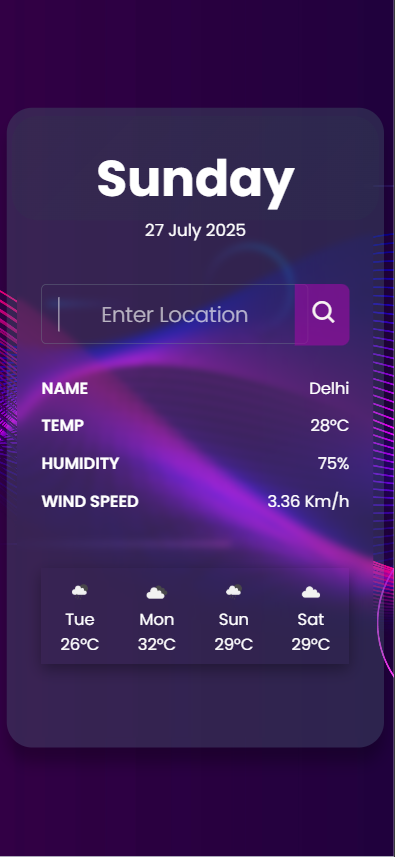 Sunday
27 July 2025
Enter Location
NAME Delhi
TEMP 28°C
HUMIDITY 75%
WIND SPEED 3.36 Km/h
Tue Mon Sun Sat
26°C 32°C 29°C 29°C